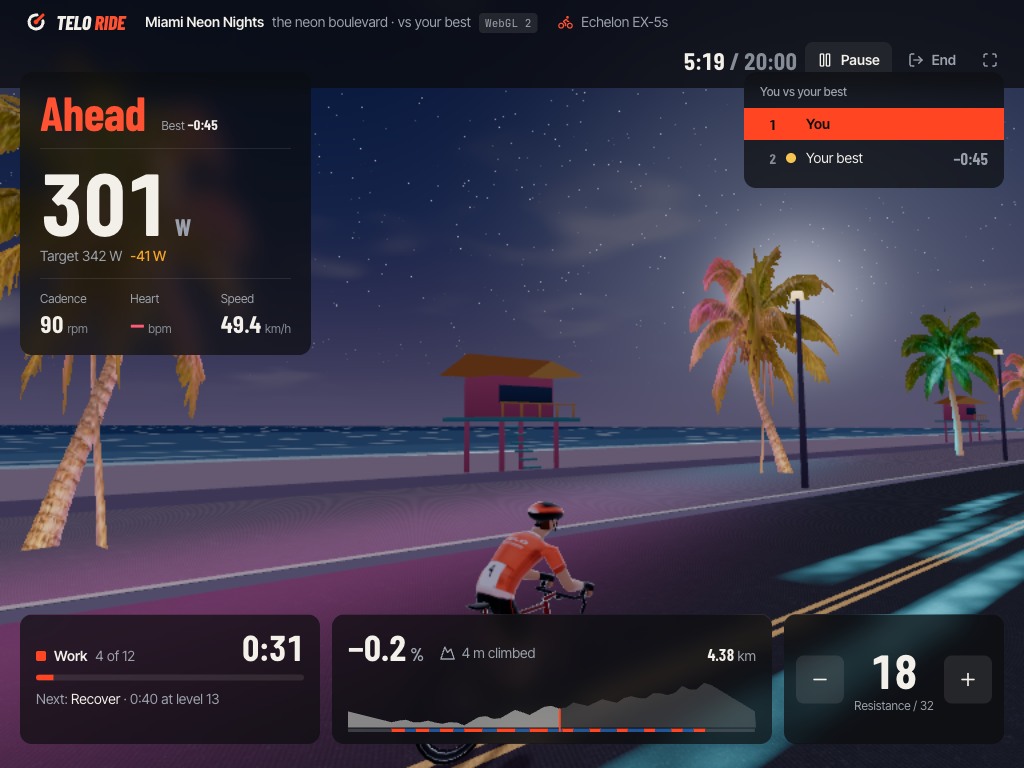 TELO RIDE Miami Neon Nights the neon boulevard · vs your best WebGL 2 Echelon EX-5s
5:19 / 20:00 Pause End
Ahead Best −0:45
301 W
Target 342 W -41 W
Cadence Heart Speed
90 rpm — bpm 49.4 km/h
You vs your best
1 You
2 Your best −0:45
Work 4 of 12 0:31
Next: Recover · 0:40 at level 13
−0.2 % 4 m climbed 4.38 km
− 18 +
Resistance / 32